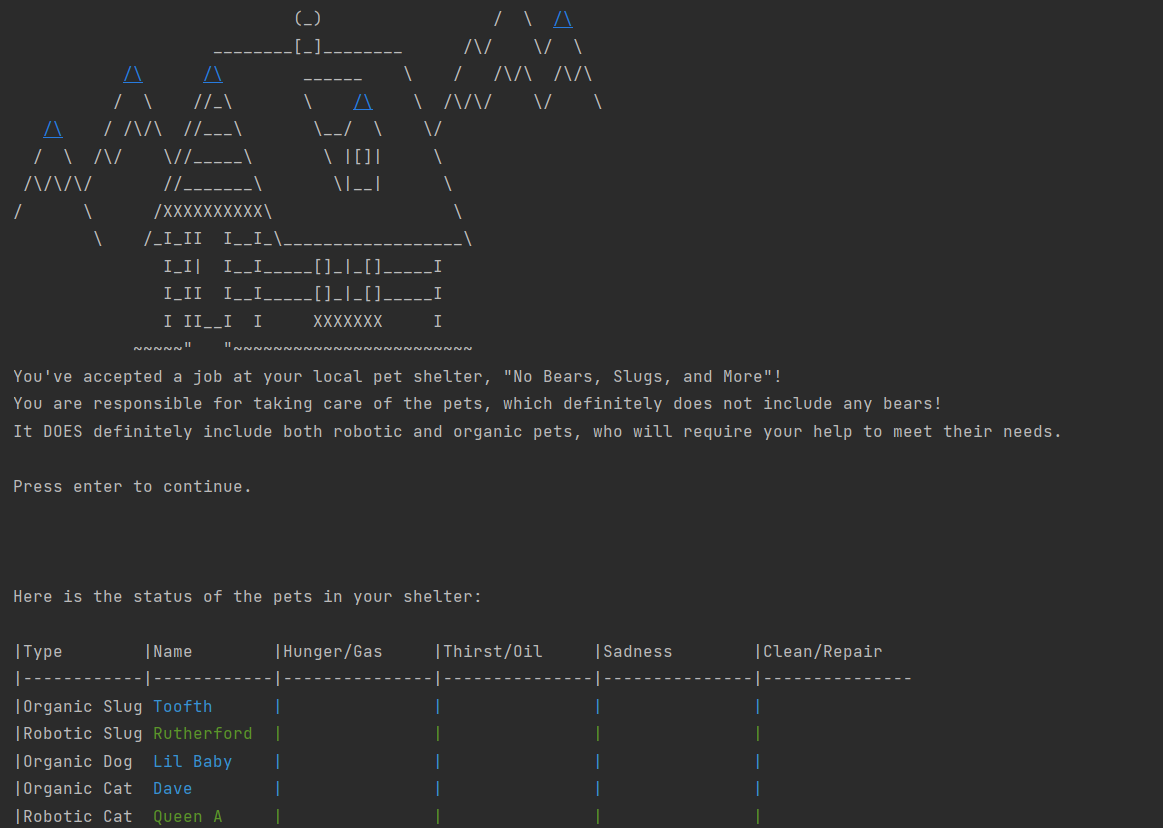 (_)                 /  \  /\
                    ________[_]________      /\/    \/  \
           /\      /\        ______    \    /   /\/\  /\/\
          /  \    //_\       \    /\    \  /\/\/    \/    \
   /\    / /\/\  //___\       \__/  \    \/
  /  \  /\/    \//_____\       \ |[]|     \
 /\/\/\/       //_______\       \|__|      \
/      \      /XXXXXXXXXX\                  \
        \    /_I_II  I__I_\__________________\
               I_I|  I__I_____[]_|_[]_____I
               I_II  I__I_____[]_|_[]_____I
               I II__I  I     XXXXXXX     I
            ~~~~~"   "~~~~~~~~~~~~~~~~~~~~~~~~
You've accepted a job at your local pet shelter, "No Bears, Slugs, and More"!
You are responsible for taking care of the pets, which definitely does not include any bears!
It DOES definitely include both robotic and organic pets, who will require your help to meet their needs.
Press enter to continue.
Here is the status of the pets in your shelter:
|Type        |Name        |Hunger/Gas     |Thirst/Oil     |Sadness        |Clean/Repair
|------------|------------|---------------|---------------|---------------|---------------
|Organic Slug Toofth      |               |               |               |
|Robotic Slug Rutherford  |               |               |               |
|Organic Dog  Lil Baby    |               |               |               |
|Organic Cat  Dave        |               |               |               |
|Robotic Cat  Queen A     |               |               |               |